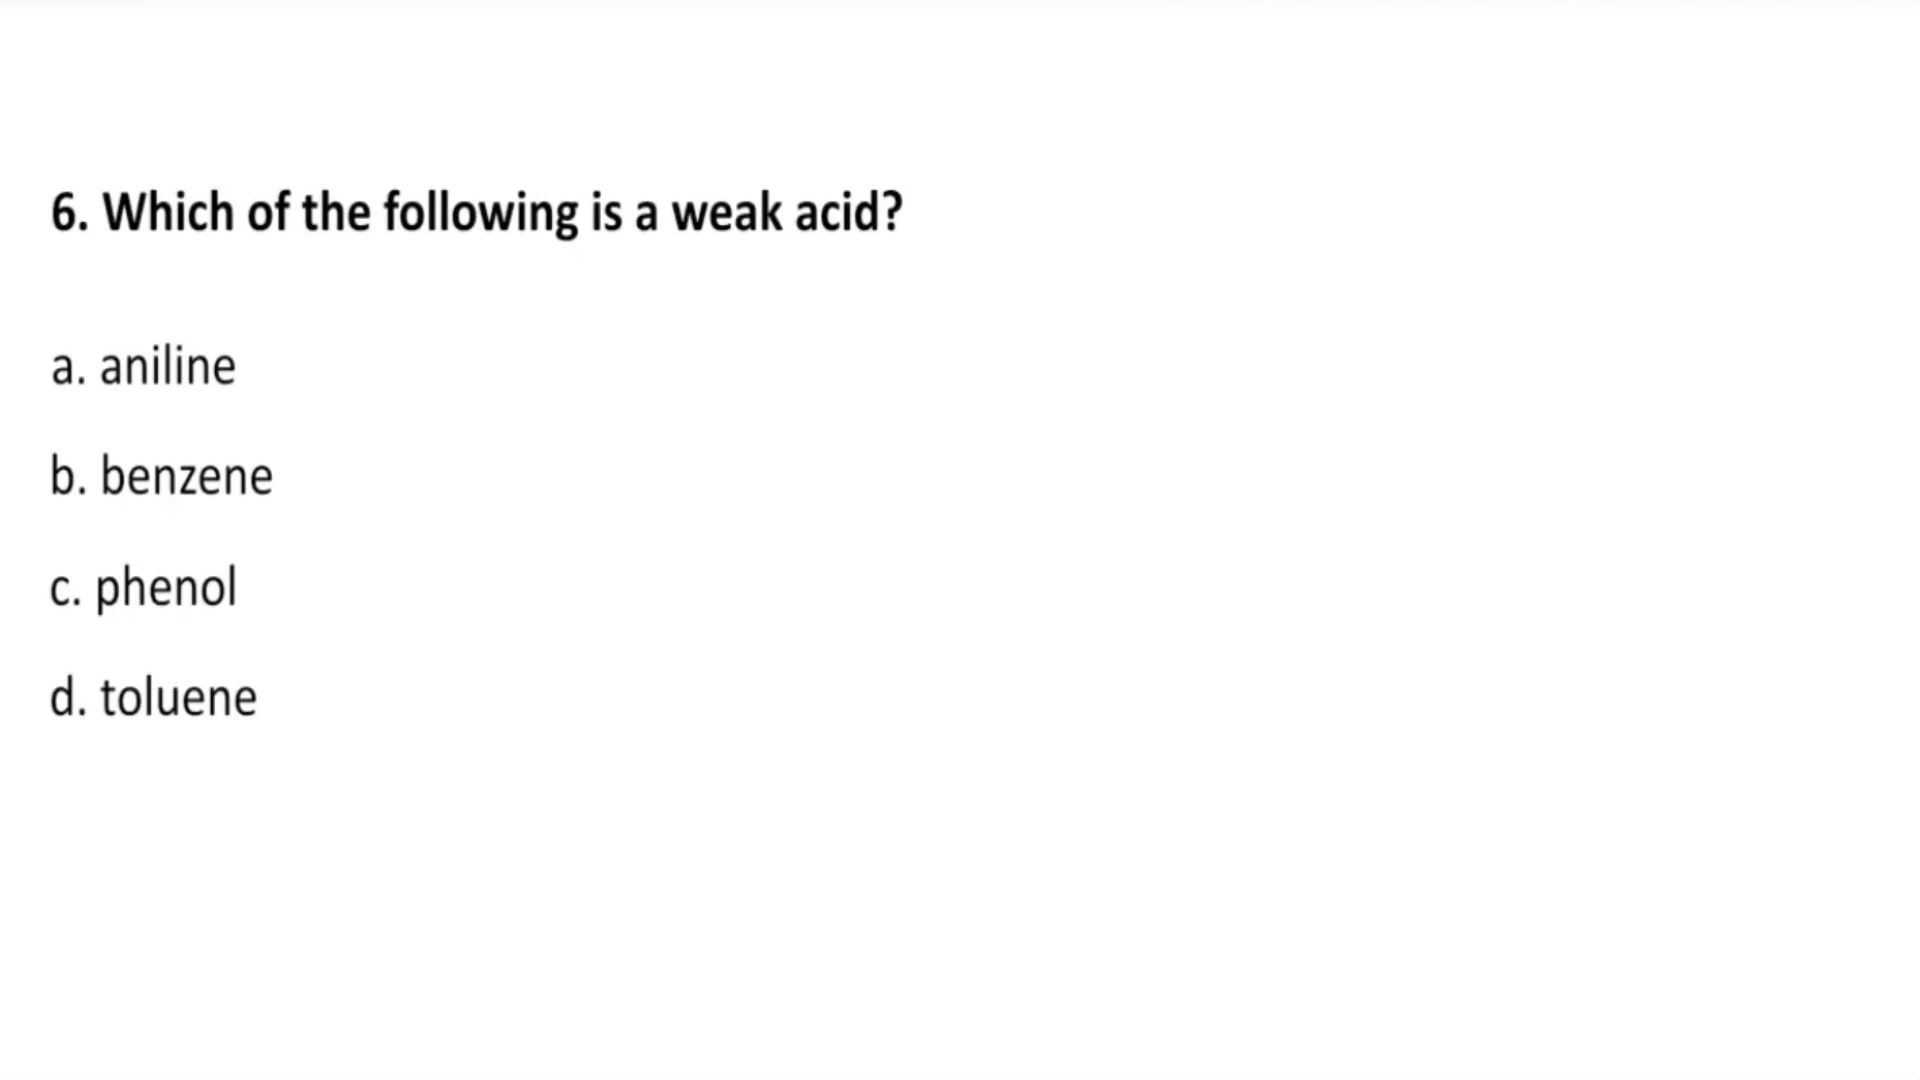 6. Which of the following is a weak acid?
a. aniline
b. benzene
c. phenol
d. toluene